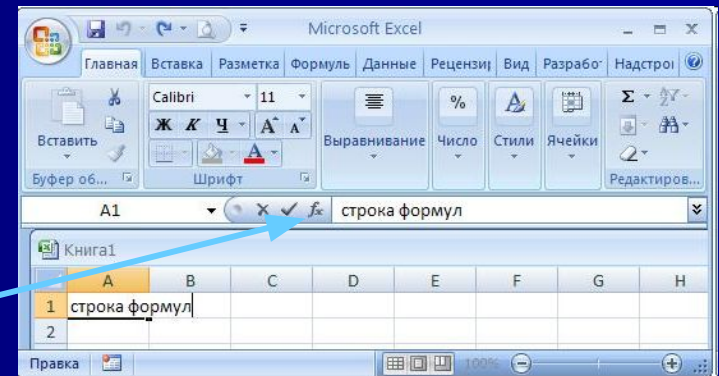 Microsoft Excel
Главная Вставка Разметка Формуль Данные Рецензи Вид Разрабо Надстрои
Calibri 11 %
Вставить Ж К Ч А А А Выравнивание Число Стили Ячейки Σ
Буфер об... Шрифт Редактиров...
A1 fx строка формул
Книга1
A B C D E F G H
1 строка формул
2
Правка 100%